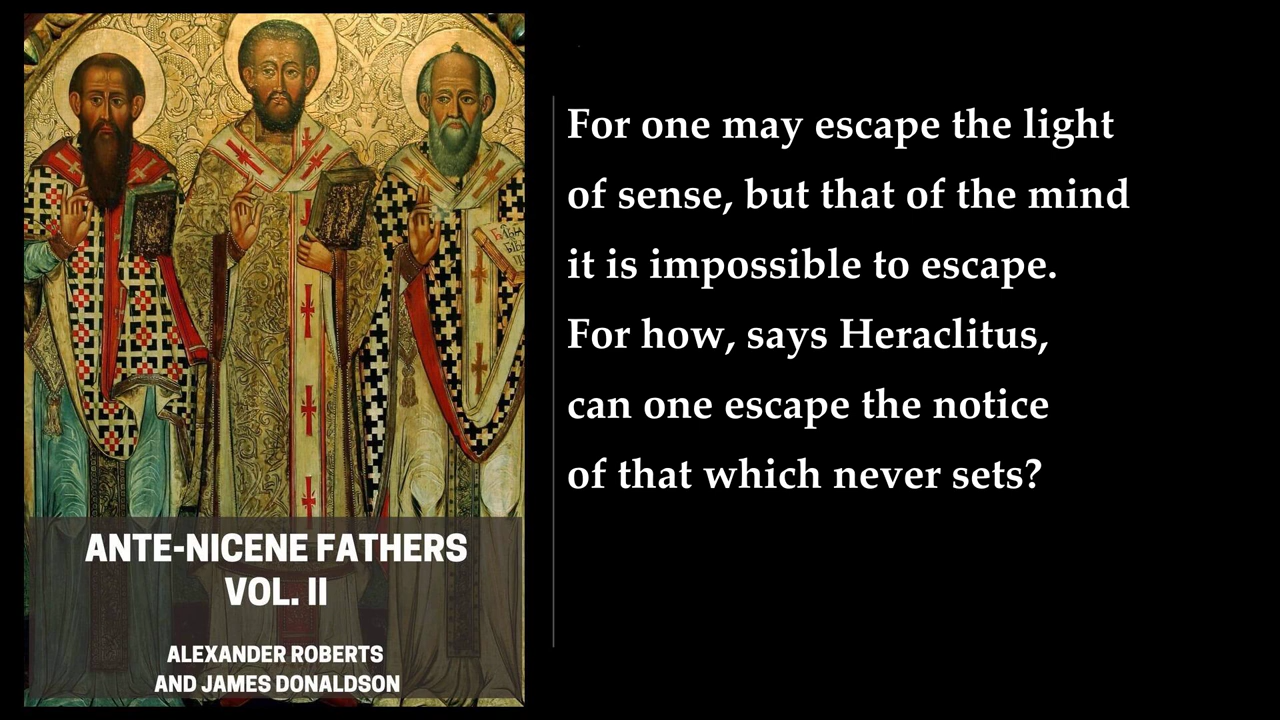 For one may escape the light
of sense, but that of the mind
it is impossible to escape.
For how, says Heraclitus,
can one escape the notice
of that which never sets?
ANTE-NICENE FATHERS
VOL. II
ALEXANDER ROBERTS
AND JAMES DONALDSON